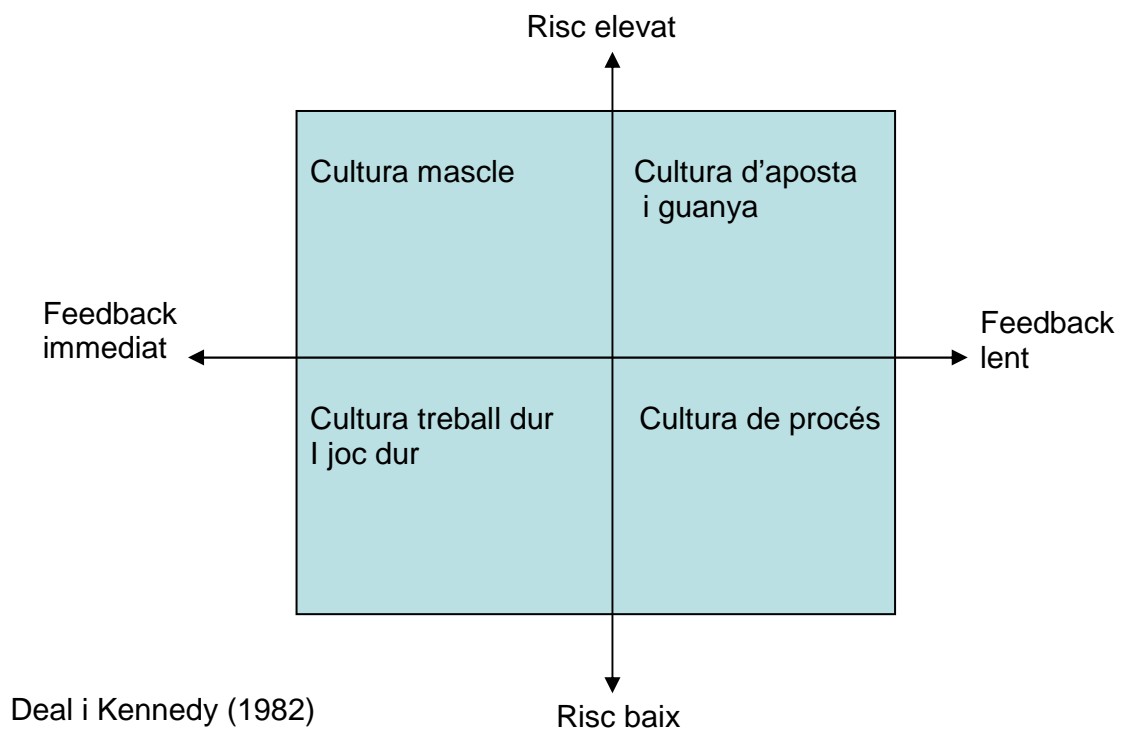 Risc elevat
Cultura mascle
Cultura d'aposta
i guanya
Feedback
immediat
Feedback
lent
Cultura treball dur
I joc dur
Cultura de procés
Deal i Kennedy (1982)
Risc baix